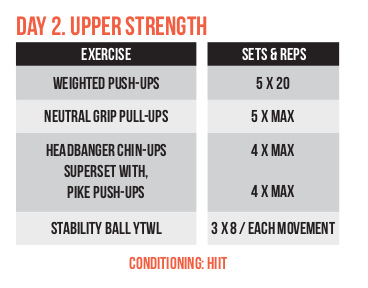 DAY 2. UPPER STRENGTH
EXERCISE SETS & REPS
WEIGHTED PUSH-UPS 5 X 20
NEUTRAL GRIP PULL-UPS 5 X MAX
HEADBANGER CHIN-UPS 4 X MAX
SUPERSET WITH,
PIKE PUSH-UPS 4 X MAX
STABILITY BALL YTWL 3 X 8 / EACH MOVEMENT
CONDITIONING: HIIT